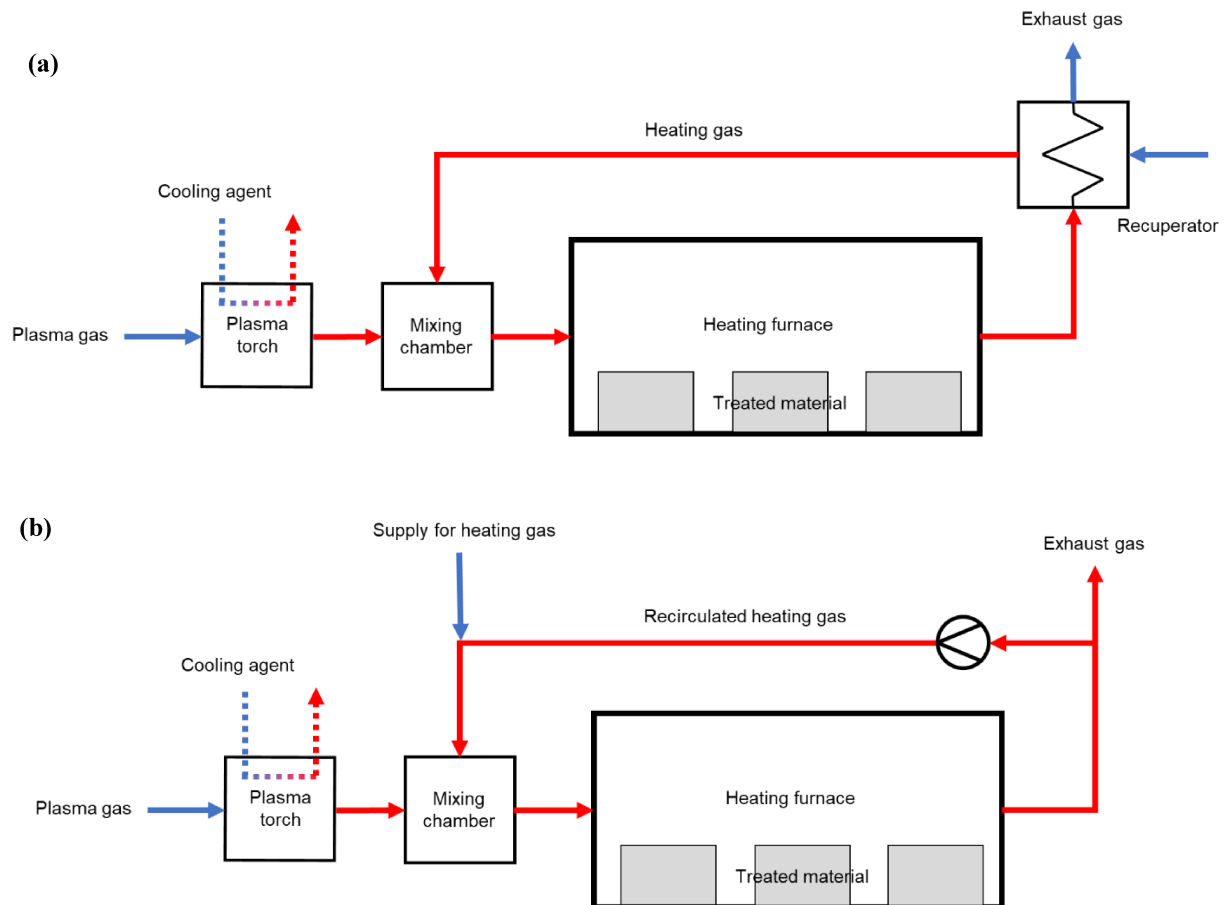 Exhaust gas
(a)
Heating gas
Cooling agent
Recuperator
Plasma gas
Plasma
torch
Mixing
chamber
Heating furnace
Treated material
(b)
Supply for heating gas
Exhaust gas
Recirculated heating gas
Cooling agent
Plasma gas
Plasma
torch
Mixing
chamber
Heating furnace
Treated material